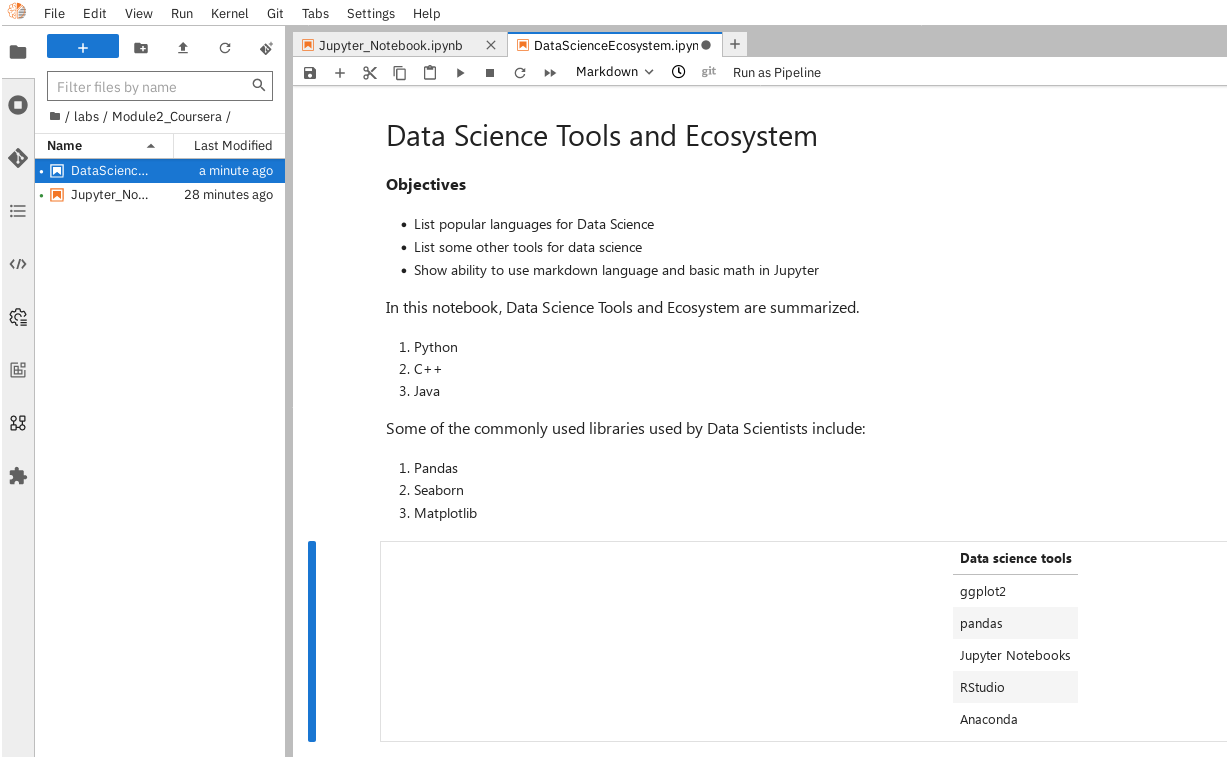 File Edit View Run Kernel Git Tabs Settings Help
Jupyter_Notebook.ipynb
DataScienceEcosystem.ipyn
Markdown
git
Run as Pipeline
Filter files by name
/ labs / Module2_Coursera /
Name Last Modified
DataScienc... a minute ago
Jupyter_No... 28 minutes ago
Data Science Tools and Ecosystem
Objectives
• List popular languages for Data Science
• List some other tools for data science
• Show ability to use markdown language and basic math in Jupyter
In this notebook, Data Science Tools and Ecosystem are summarized.
1. Python
2. C++
3. Java
Some of the commonly used libraries used by Data Scientists include:
1. Pandas
2. Seaborn
3. Matplotlib
Data science tools
ggplot2
pandas
Jupyter Notebooks
RStudio
Anaconda